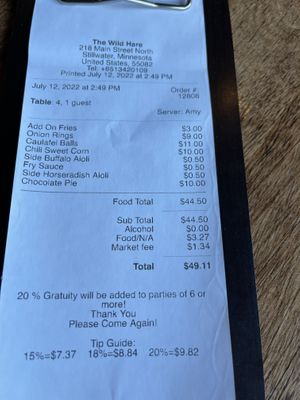 The Wild Hare
218 Main Street North
Stillwater, Minnesota
United States, 55082
Tel: +6513420109
Printed July 12, 2022 at 2:49 PM
July 12, 2022 at 2:49 PM Order #:
12806
Table: 4, 1 guest
Server: Amy
Add On Fries $3.00
Onion Rings $9.00
Caulafel Balls $11.00
Chili Sweet Corn $10.00
Side Buffalo Aioli $0.50
Fry Sauce $0.50
Side Horseradish Aioli $0.50
Chocolate Pie $10.00
Food Total $44.50
Sub Total $44.50
Alcohol $0.00
Food/N/A $3.27
Market fee $1.34
Total $49.11
20 % Gratuity will be added to parties of 6 or
more!
Thank You
Please Come Again!
Tip Guide:
15%=$7.37 18%=$8.84 20%=$9.82